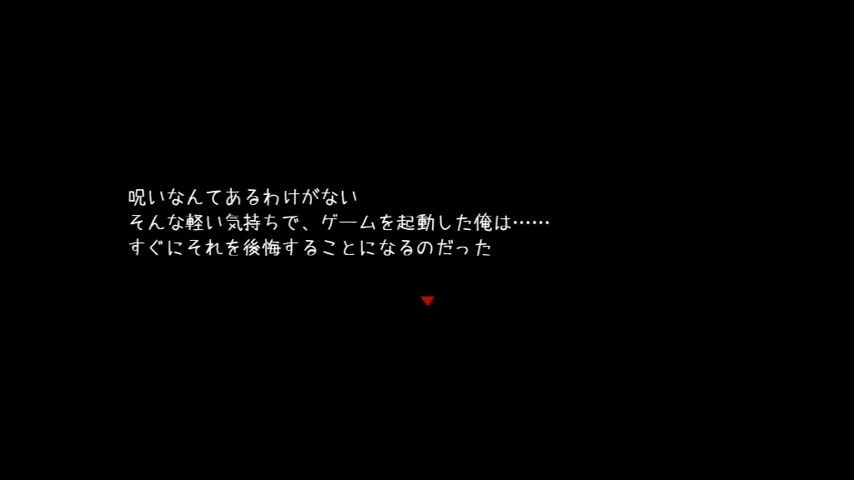 呪いなんてあるわけがない
そんな軽い気持ちで、ゲームを起動した俺は……
すぐにそれを後悔することになるのだった